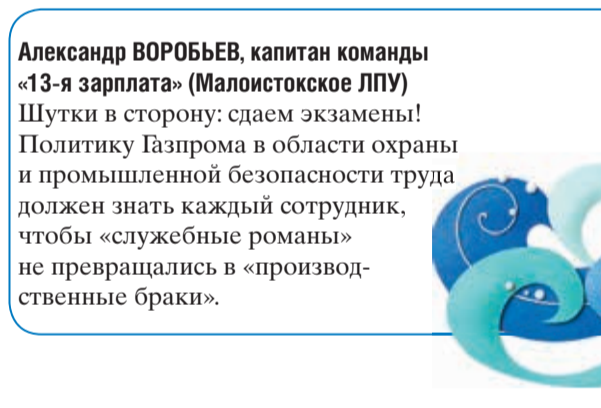 Александр ВОРОБЬЕВ, капитан команды
«13-я зарплата» (Малоистокское ЛПУ)
Шутки в сторону: сдаем экзамены!
Политику Газпрома в области охраны
и промышленной безопасности труда
должен знать каждый сотрудник,
чтобы «служебные романы»
не превращались в «производ-
ственные браки».